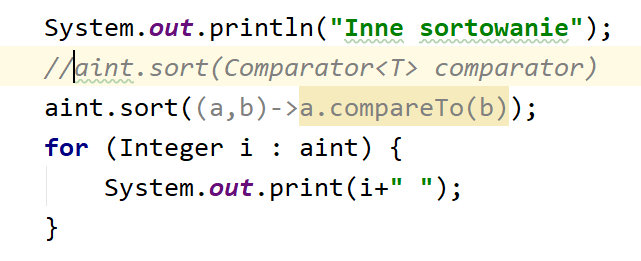 System.out.println("Inne sortowanie");
//aint.sort(Comparator<T> comparator)
aint.sort((a,b)->a.compareTo(b));
for (Integer i : aint) {
System.out.print(i+" ");
}